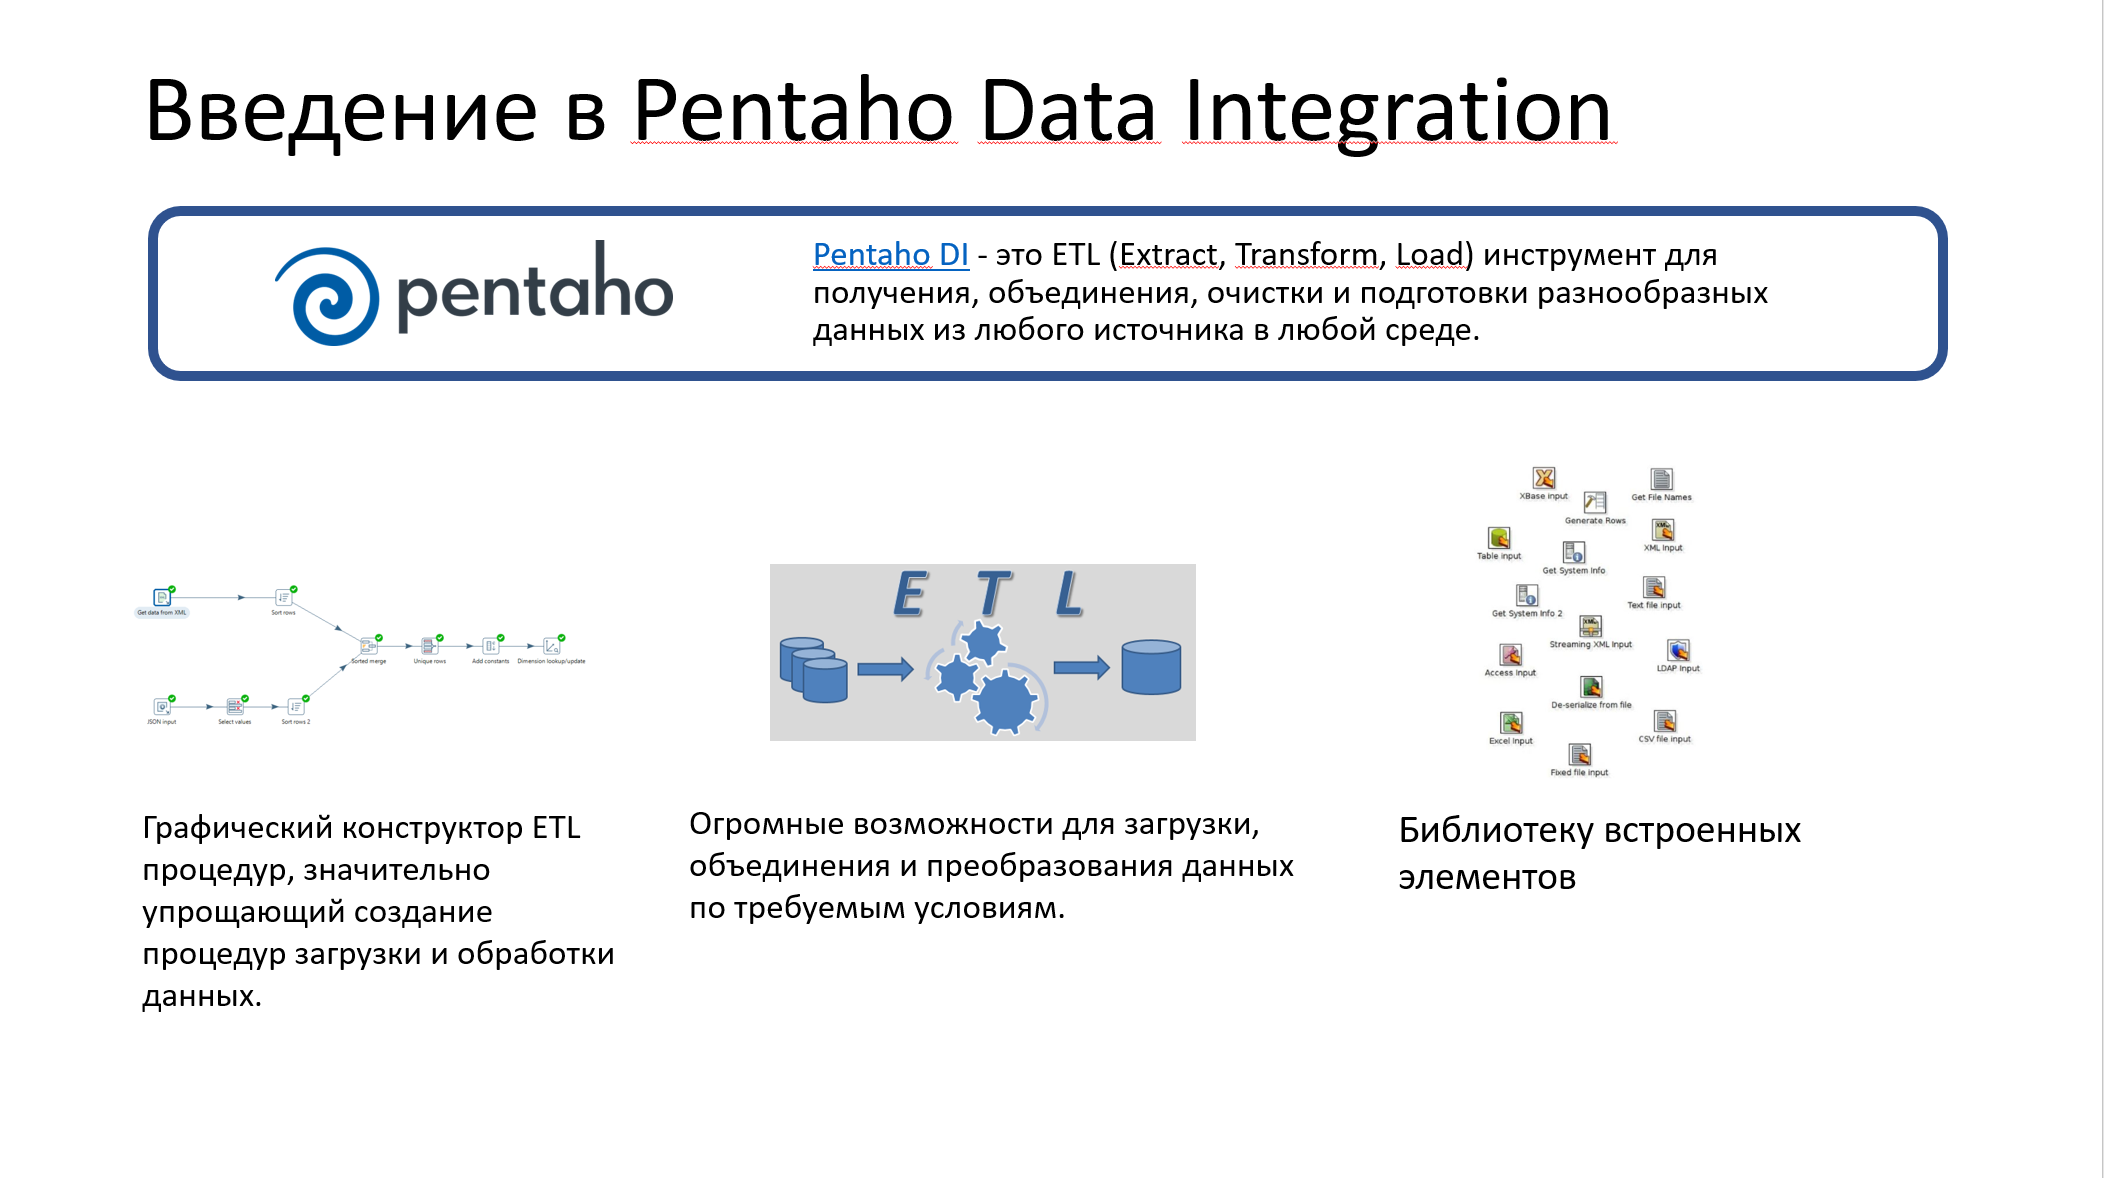 Введение в Pentaho Data Integration
pentaho
Pentaho DI - это ETL (Extract, Transform, Load) инструмент для
получения, объединения, очистки и подготовки разнообразных
данных из любого источника в любой среде.
Get data from XML
Sort rows
Sorted merge
Unique rows
Add constants
Dimension lookup/update
JSON input
Select values
Sort rows 2
E T L
XBase input
Get File Names
Generate Rows
XML Input
Table input
Get System Info
Text file input
Get System Info 2
Streaming XML Input
LDAP Input
Access Input
De-serialize from file
Excel Input
CSV file input
Fixed file input
Графический конструктор ETL
процедур, значительно
упрощающий создание
процедур загрузки и обработки
данных.
Огромные возможности для загрузки,
объединения и преобразования данных
по требуемым условиям.
Библиотеку встроенных
элементов